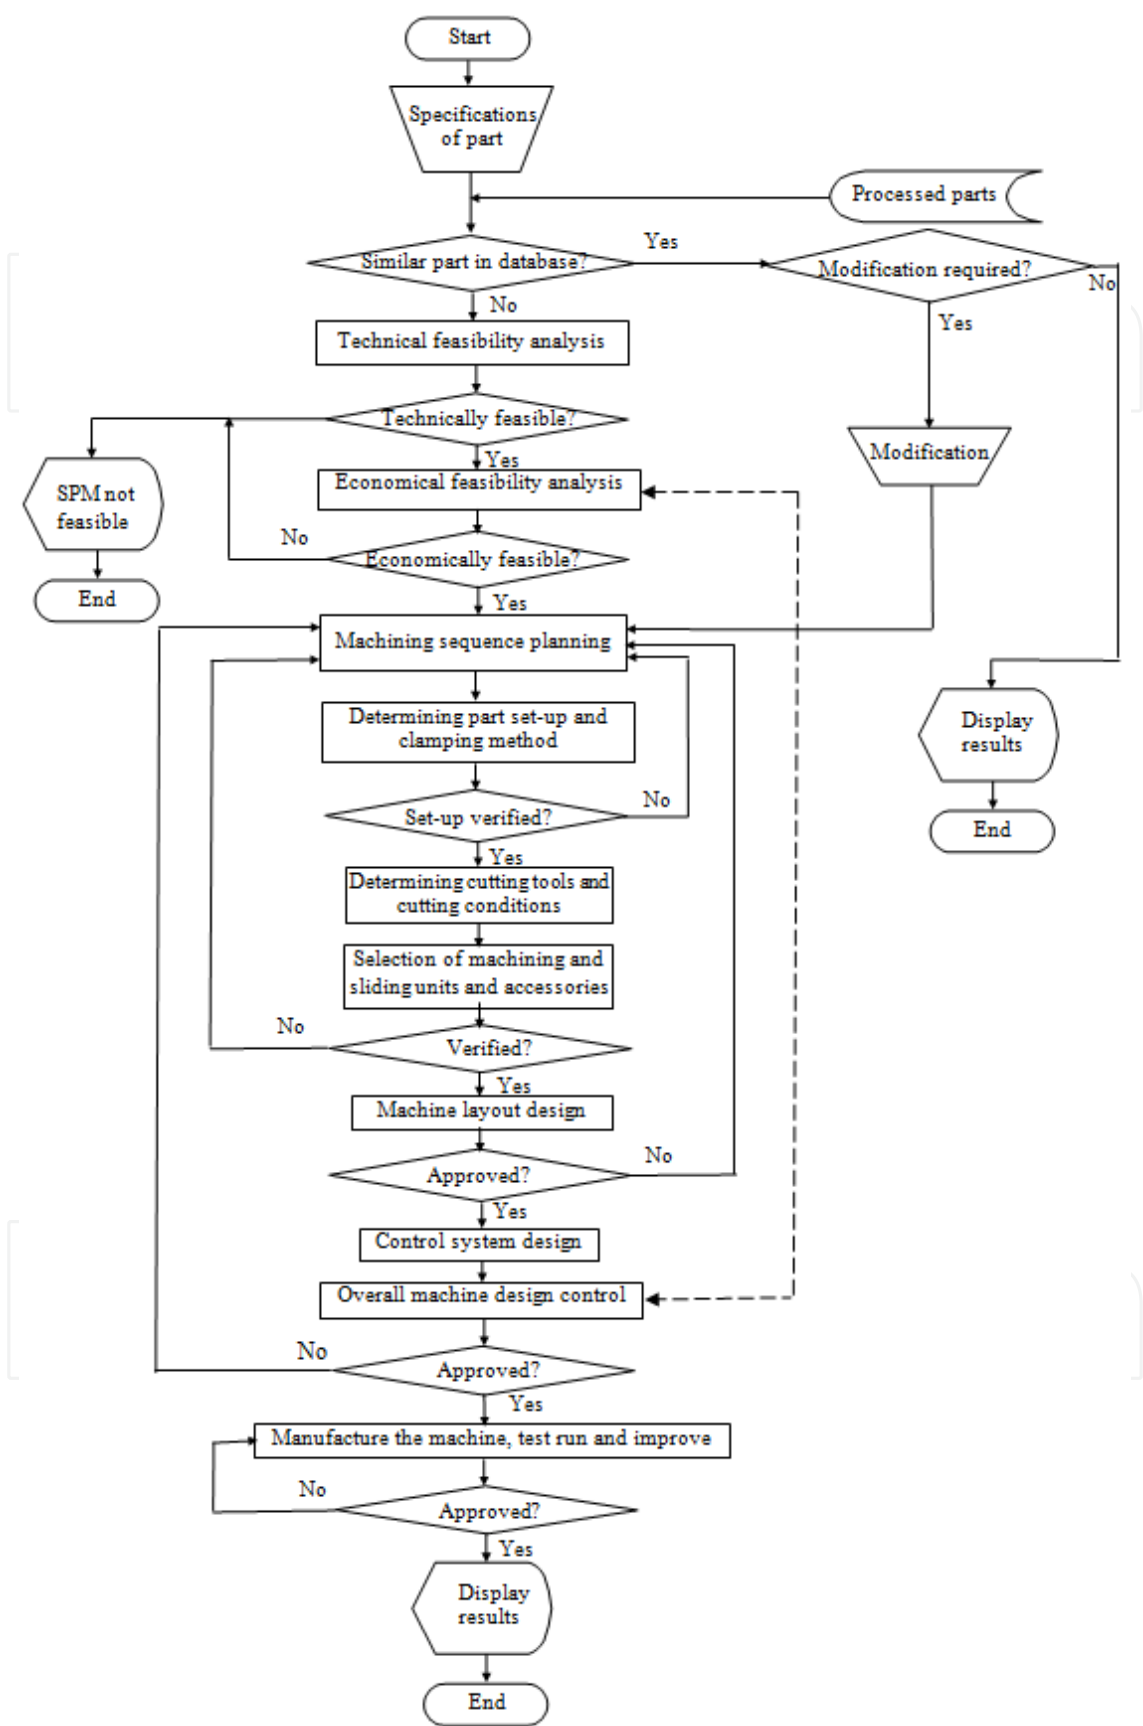 Start
Specifications
of part
Processed parts
Yes
Similar part in database?
Modification required?
No
No
Yes
Technical feasibility analysis
Technically feasible?
Modification
Yes
Economical feasibility analysis
SPM not
feasible
No
Economically feasible?
End
Yes
Machining sequence planning
Determining part set-up and
clamping method
Display
results
No
Set-up verified?
End
Yes
Determining cutting tools and
cutting conditions
Selection of machining and
sliding units and accessories
No
Verified?
Yes
Machine layout design
No
Approved?
Yes
Control system design
Overall machine design control
No
Approved?
Yes
Manufacture the machine, test run and improve
No
Approved?
Yes
Display
results
End